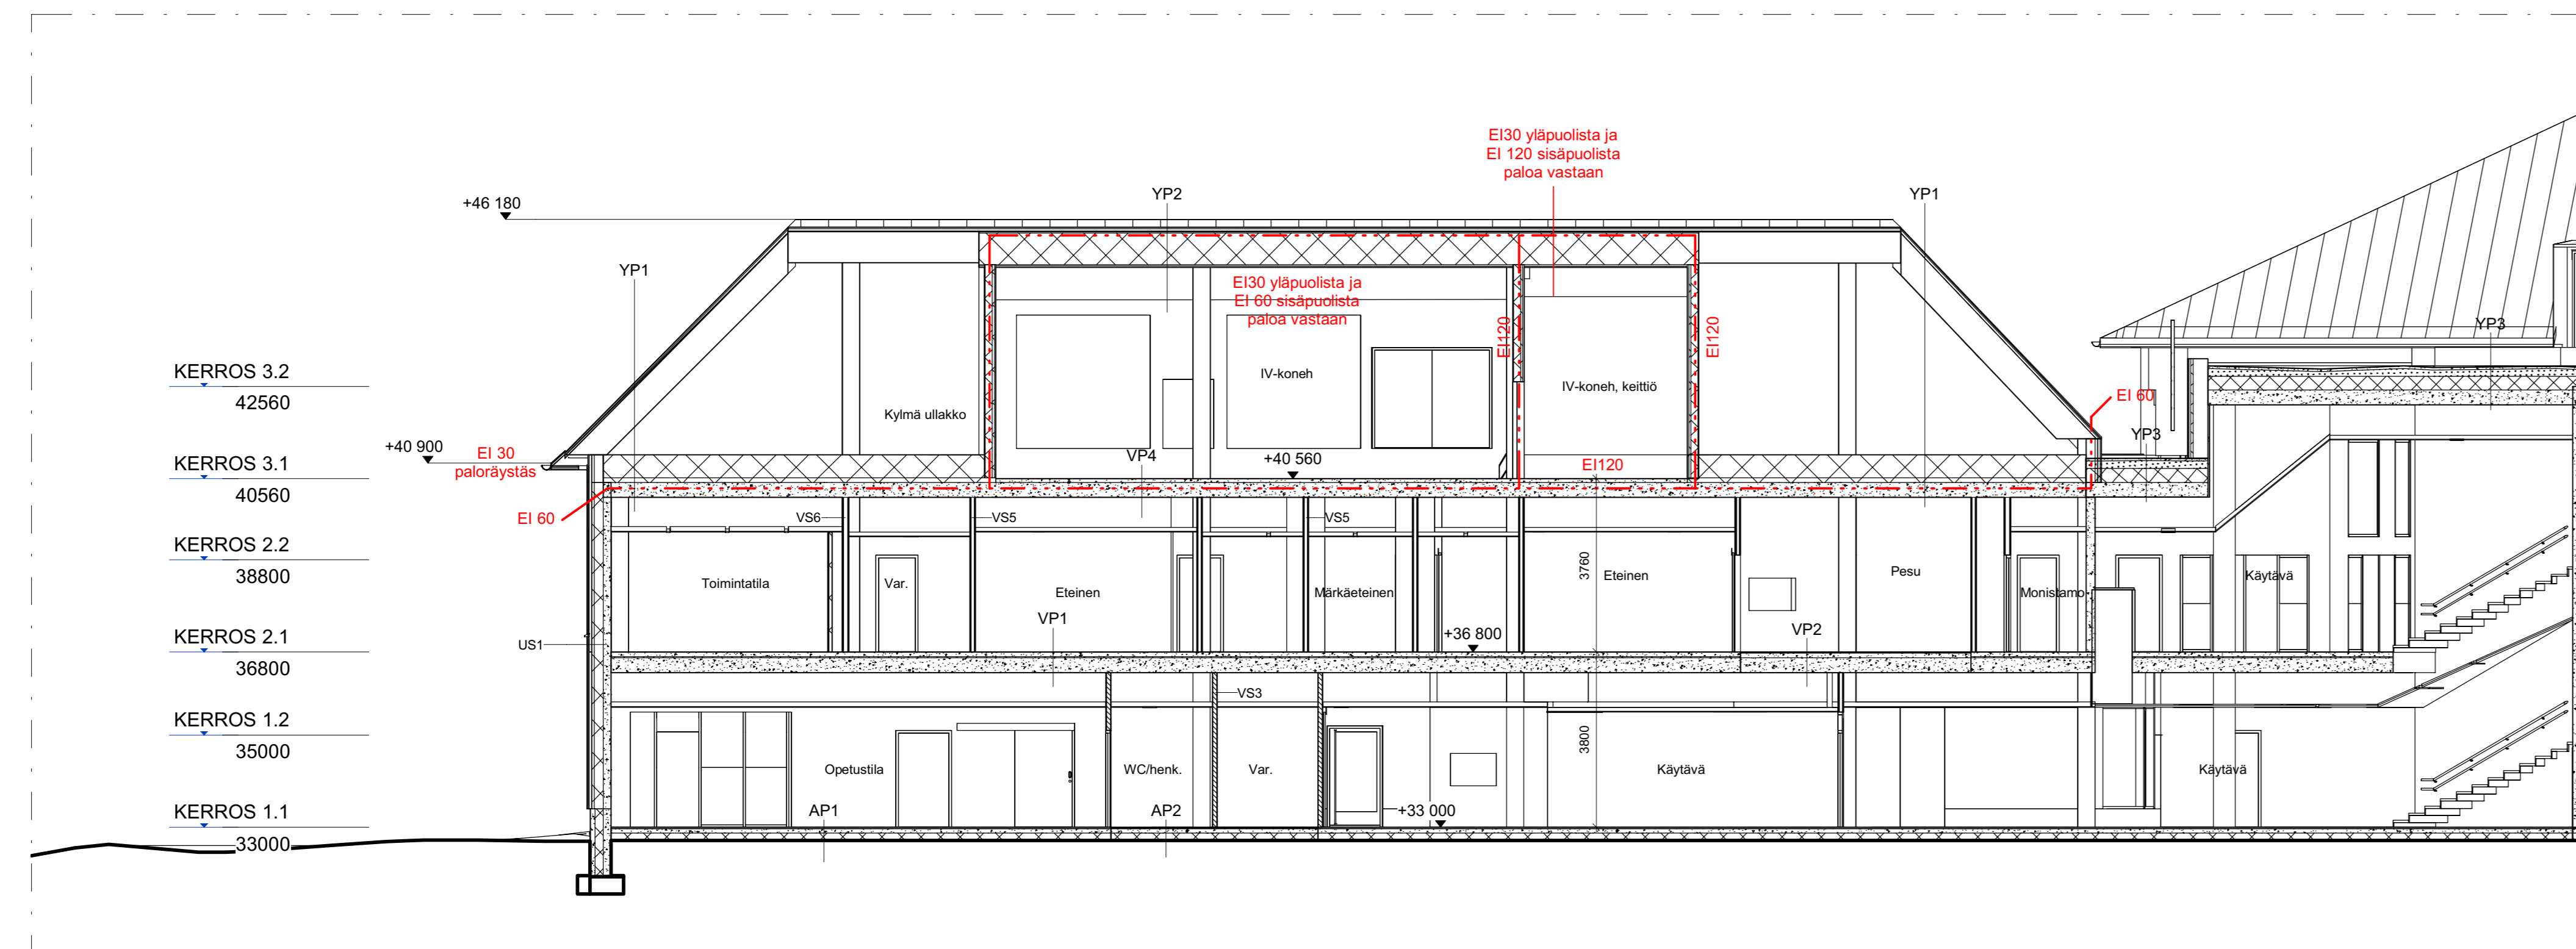 EI30 yläpuolista ja
EI 120 sisäpuolista
paloa vastaan
YP2
YP1
+46 180
YP1
EI30 yläpuolista ja
EI 60 sisäpuolista
paloa vastaan
EI120
EI120
YP3
KERROS 3.2
42560
IV-koneh
IV-koneh, keittiö
Kylmä ullakko
EI 60
YP3
+40 900
EI 30
paloräystäs
VP4
+40 560
EI120
KERROS 3.1
40560
EI 60
VS6
VS5
VS5
KERROS 2.2
38800
3760
Toimintatila
Var.
Eteinen
Märkäeteinen
Eteinen
Pesu
Monistamo
Käytävä
VP1
VP2
+36 800
US1
KERROS 2.1
36800
VS3
KERROS 1.2
35000
3800
Opetustila
WC/henk.
Var.
Käytävä
Käytävä
KERROS 1.1
33000
AP1
AP2
+33 000